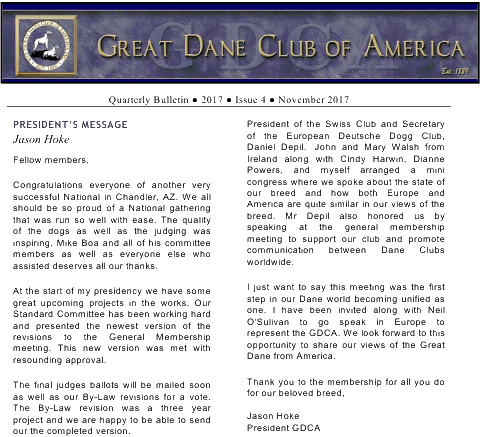 GREAT DANE CLUB OF AMERICA
Est. 1889
Quarterly Bulletin ● 2017 ● Issue 4 ● November 2017
PRESIDENT'S MESSAGE
Jason Hoke
Fellow members,
Congratulations everyone of another very
successful National in Chandler, AZ. We all
should be so proud of a National gathering
that was run so well with ease. The quality
of the dogs as well as the judging was
inspiring. Mike Boa and all of his committee
members as well as everyone else who
assisted deserves all our thanks.
At the start of my presidency we have some
great upcoming projects in the works. Our
Standard Committee has been working hard
and presented the newest version of the
revisions to the General Membership
meeting. This new version was met with
resounding approval.
The final judges ballots will be mailed soon
as well as our By-Law revisions for a vote.
The By-Law revision was a three year
project and we are happy to be able to send
our the completed version.
President of the Swiss Club and Secretary
of the European Deutsche Dogg Club,
Daniel Depil. John and Mary Walsh from
Ireland along with Cindy Harwin, Dianne
Powers, and myself arranged a mini
congress where we spoke about the state of
our breed and how both Europe and
America are quite similar in our views of the
breed. Mr Depil also honored us by
speaking at the general membership
meeting to support our club and promote
communication between Dane Clubs
worldwide.
I just want to say this meeting was the first
step in our Dane world becoming unified as
one. I have been invited along with Neil
O'Sulivan to go speak in Europe to
represent the GDCA. We look forward to this
opportunity to share our views of the Great
Dane from America.
Thank you to the membership for all you do
for our beloved breed,
Jason Hoke
President GDCA